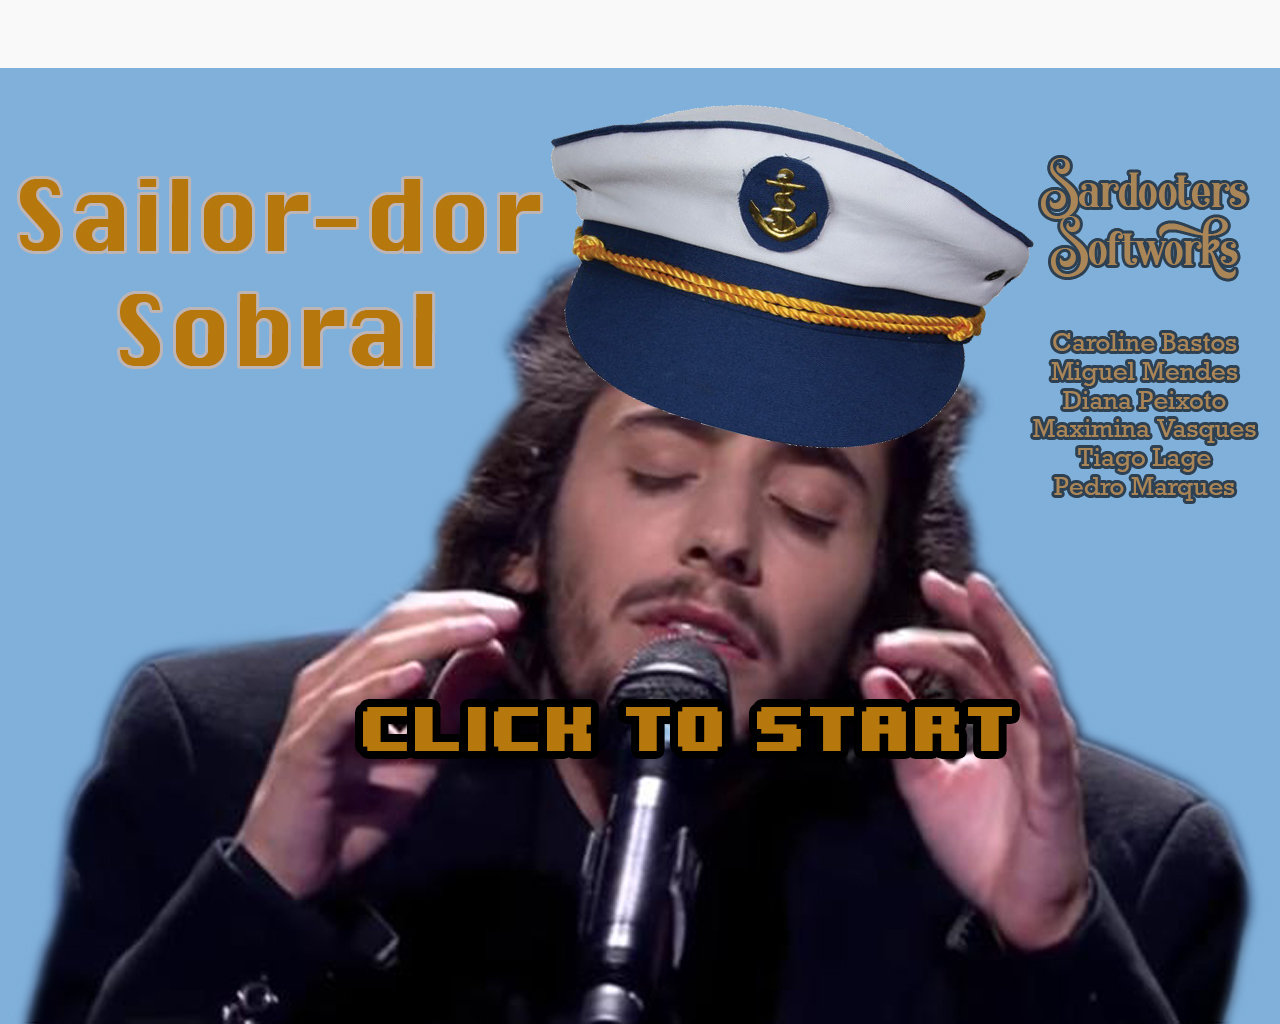 Sailor-dor
Sobral
Sardooters
Softworks
Caroline Bastos
Miguel Mendes
Diana Peixoto
Maximina Vasques
Tiago Lage
Pedro Marques
CLICK TO START